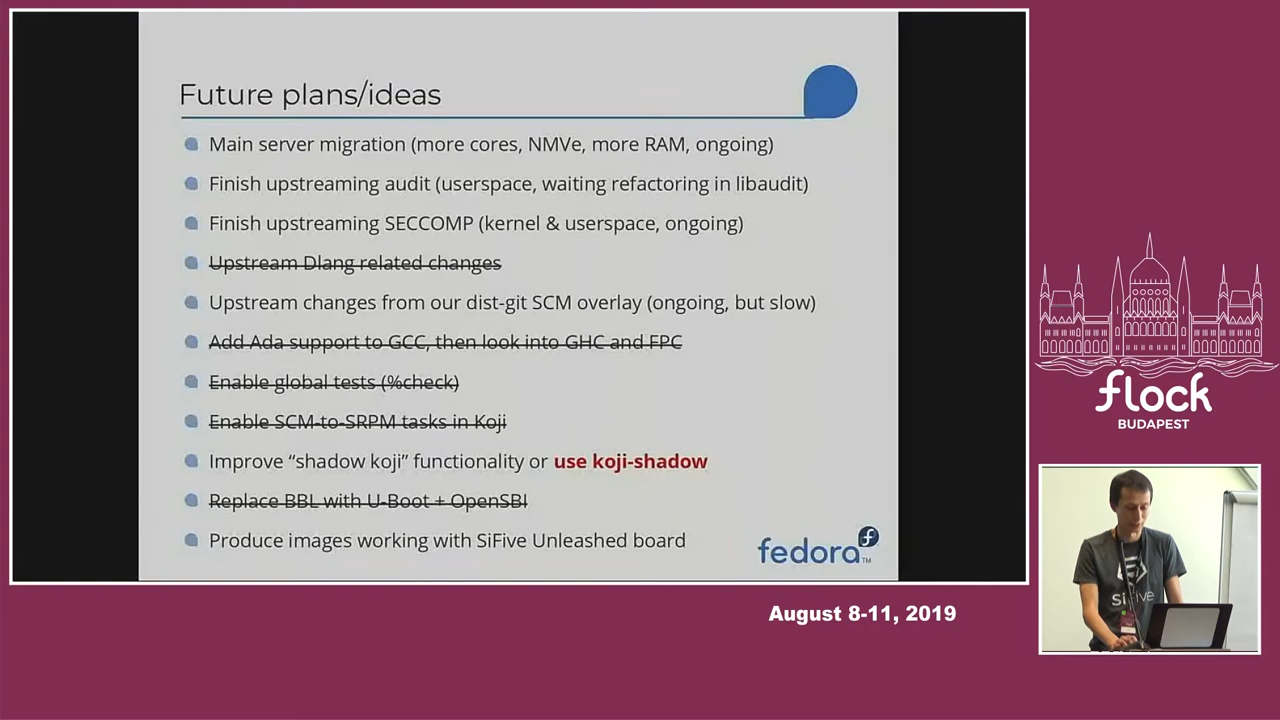 Future plans/ideas
Main server migration (more cores, NMVe, more RAM, ongoing)
Finish upstreaming audit (userspace, waiting refactoring in libaudit)
Finish upstreaming SECCOMP (kernel & userspace, ongoing)
Upstream Dlang related changes
Upstream changes from our dist-git SCM overlay (ongoing, but slow)
Add Ada support to GCC, then look into GHC and FPC
Enable global tests (%check)
Enable SCM-to-SRPM tasks in Koji
Improve “shadow koji” functionality or use koji-shadow
Replace BBL with U-Boot + OpenSBI
Produce images working with SiFive Unleashed board
fedora™
flock
BUDAPEST
SiFive
August 8-11, 2019